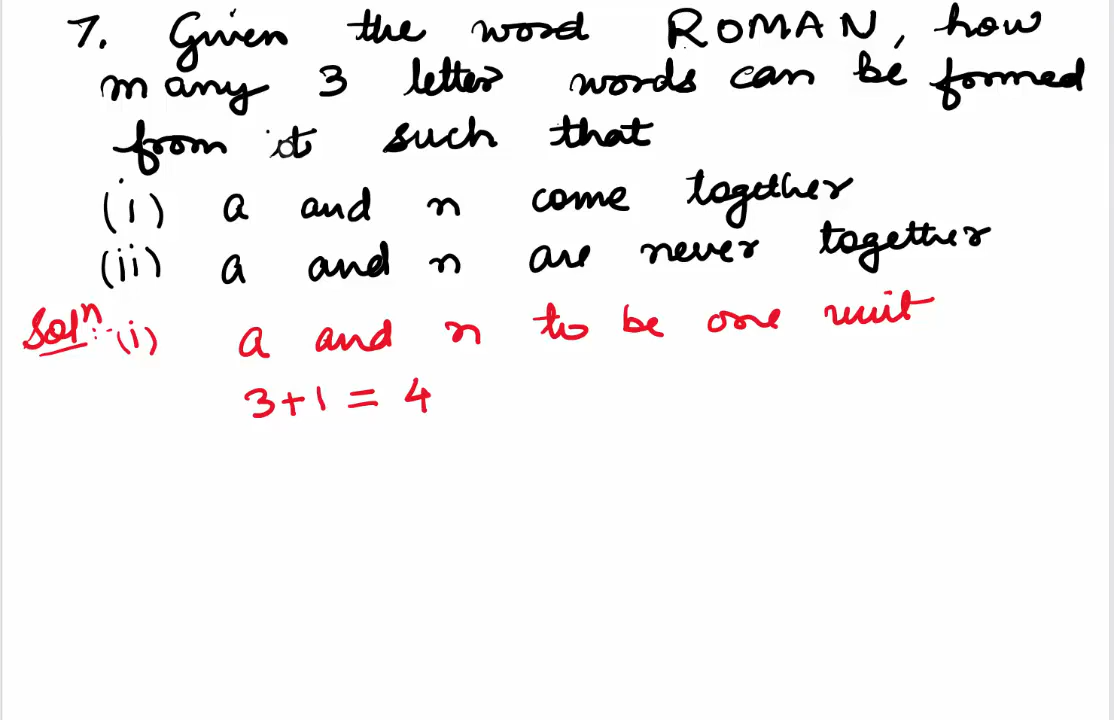 7. Given the word ROMAN, how
many 3 letter words can be formed
from it such that
(i) a and n come together
(ii) a and n are never together
Solⁿ:- (i) a and n to be one unit
3+1 = 4